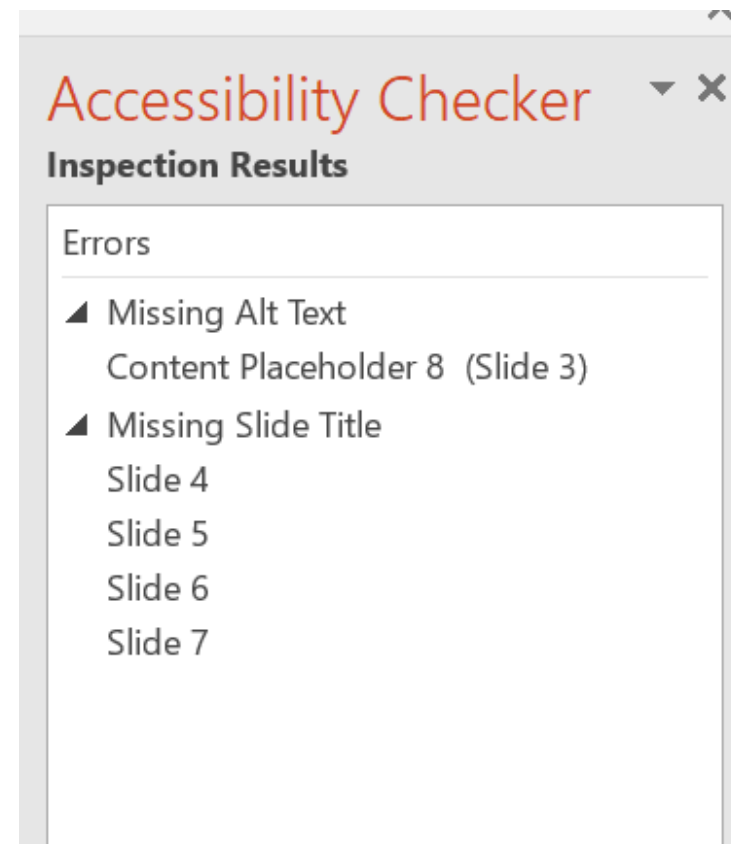 Accessibility Checker
Inspection Results
Errors
Missing Alt Text
Content Placeholder 8 (Slide 3)
Missing Slide Title
Slide 4
Slide 5
Slide 6
Slide 7